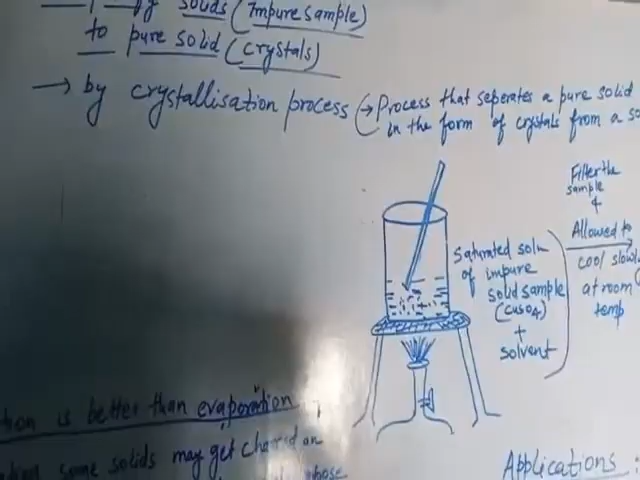 solids (Impure sample)
to pure solid (crystals)
→ by crystallisation process (→ Process that seperates a pure solid
in the form of crystals from a
Filter the
sample
&
Allowed to
cool slowly
at room
temp
Saturated soln
of impure
solid sample
(CuSO4)
+
solvent
is better than evaporation
some solids may get charred on
Applications :